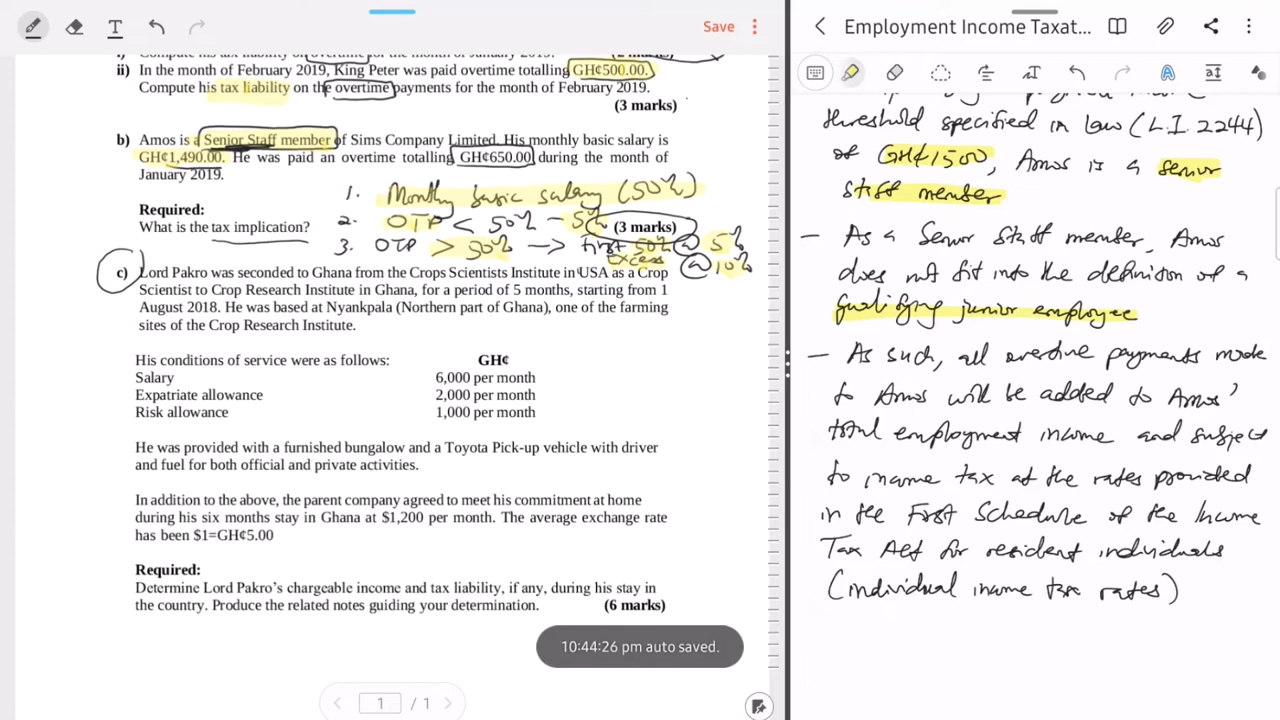 Save
ii) In the month of February 2019, King Peter was paid overtime totalling GH¢500.00.
Compute his tax liability on the overtime payments for the month of February 2019.
(3 marks)
b) Amos is a Senior Staff member of Sims Company Limited. His monthly basic salary is
GH¢1,490.00. He was paid an overtime totalling GH¢650.00 during the month of
January 2019.
1. Monthly basic salary (50%)
Required:
2. OTP < 50% - 5%
What is the tax implication?
(3 marks)
3. OTP > 50% → first 50% @ 5%
excess @ 10%
c) Lord Pakro was seconded to Ghana from the Crops Scientists Institute in USA as a Crop
Scientist to Crop Research Institute in Ghana, for a period of 5 months, starting from 1
August 2018. He was based at Nyankpala (Northern part of Ghana), one of the farming
sites of the Crop Research Institute.
His conditions of service were as follows: GH¢
Salary 6,000 per month
Expatriate allowance 2,000 per month
Risk allowance 1,000 per month
He was provided with a furnished bungalow and a Toyota Pick-up vehicle with driver
and fuel for both official and private activities.
In addition to the above, the parent company agreed to meet his commitment at home
during his six months stay in Ghana at $1,200 per month. The average exchange rate
has been $1=GH¢5.00
Required:
Determine Lord Pakro's chargeable income and tax liability, if any, during his stay in
the country. Produce the related notes guiding your determination. (6 marks)
10:44:26 pm auto saved.
1 / 1
Employment Income Taxat...
threshold specified in law (L.I. 2244)
of GH¢1500, Amos is a senior
staff member
- As a Senior Staff member, Amos
does not fit into the definition of a
qualifying junior employee
- As such, all overtime payments made
to Amos will be added to Amos'
total employment income and subject
to income tax at the rates provided
in the First Schedule of the Income
Tax Act for resident individuals
(individual income tax rates)